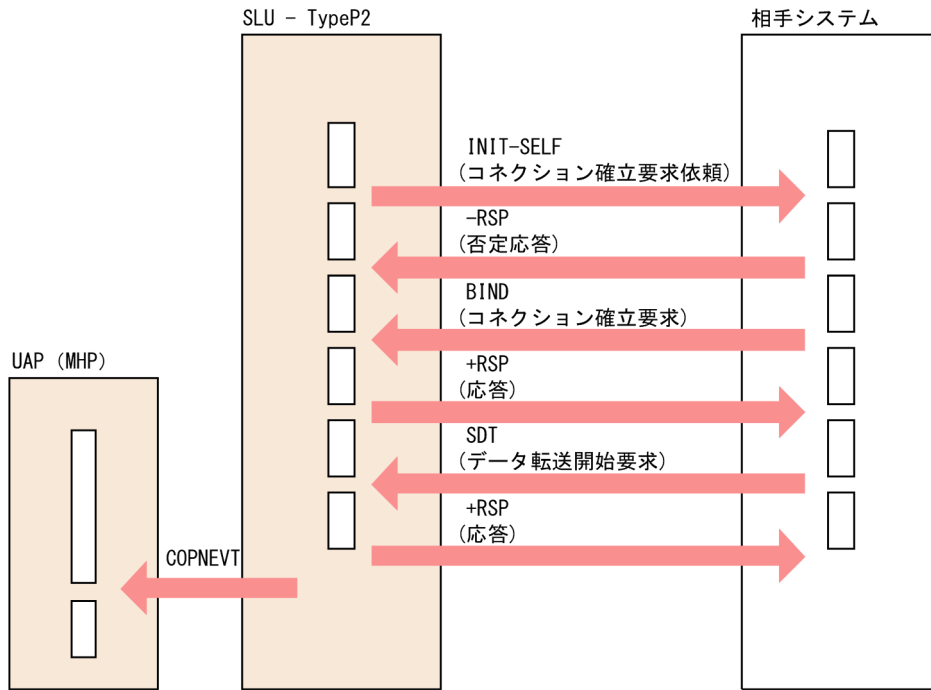 SLU - TypeP2
相手システム
INIT-SELF
(コネクション確立要求依頼)
-RSP
(否定応答)
BIND
(コネクション確立要求)
UAP (MHP)
+RSP
(応答)
SDT
(データ転送開始要求)
+RSP
(応答)
COPNEVT